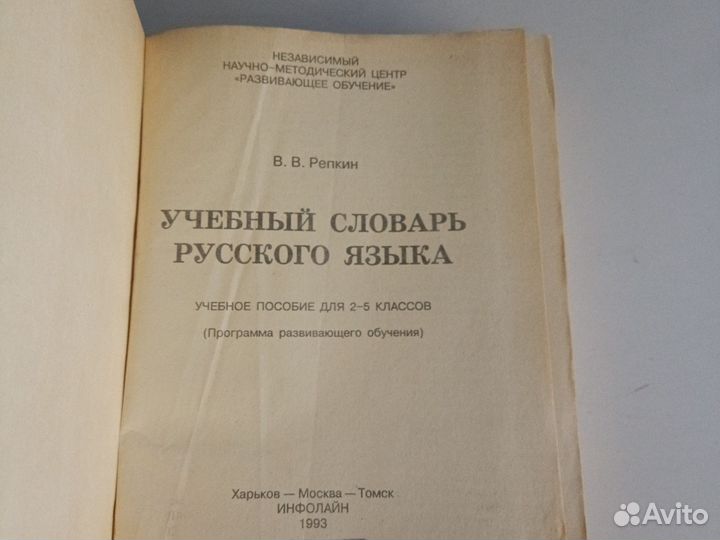 НЕЗАВИСИМЫЙ
НАУЧНО-МЕТОДИЧЕСКИЙ ЦЕНТР
«РАЗВИВАЮЩЕЕ ОБУЧЕНИЕ»
В. В. Репкин
УЧЕБНЫЙ СЛОВАРЬ
РУССКОГО ЯЗЫКА
УЧЕБНОЕ ПОСОБИЕ ДЛЯ 2–5 КЛАССОВ
(Программа развивающего обучения)
Харьков — Москва — Томск
ИНФОЛАЙН
1993
Avito